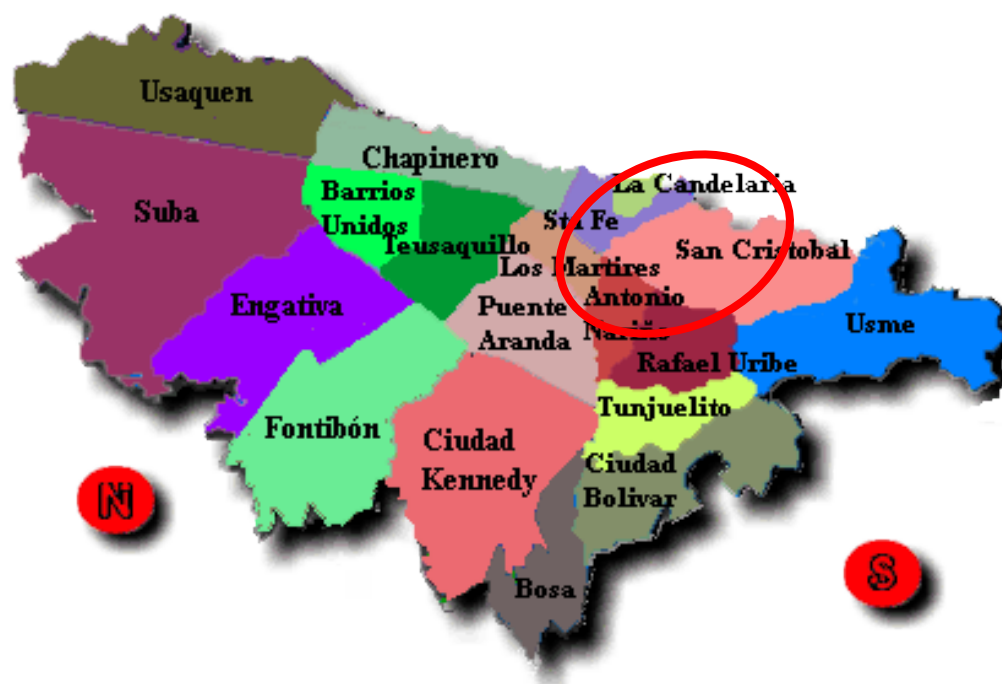 Usaquen
Chapinero
La Candelaria
Suba
Barrios
Unidos
Sta Fe
Teusaquillo
San Cristobal
Los Martires
Engativa
Puente
Aranda
Antonio
Nariño
Usme
Rafael Uribe
Fontibón
Tunjuelito
Ciudad
Kennedy
Ciudad
Bolivar
N
S
Bosa